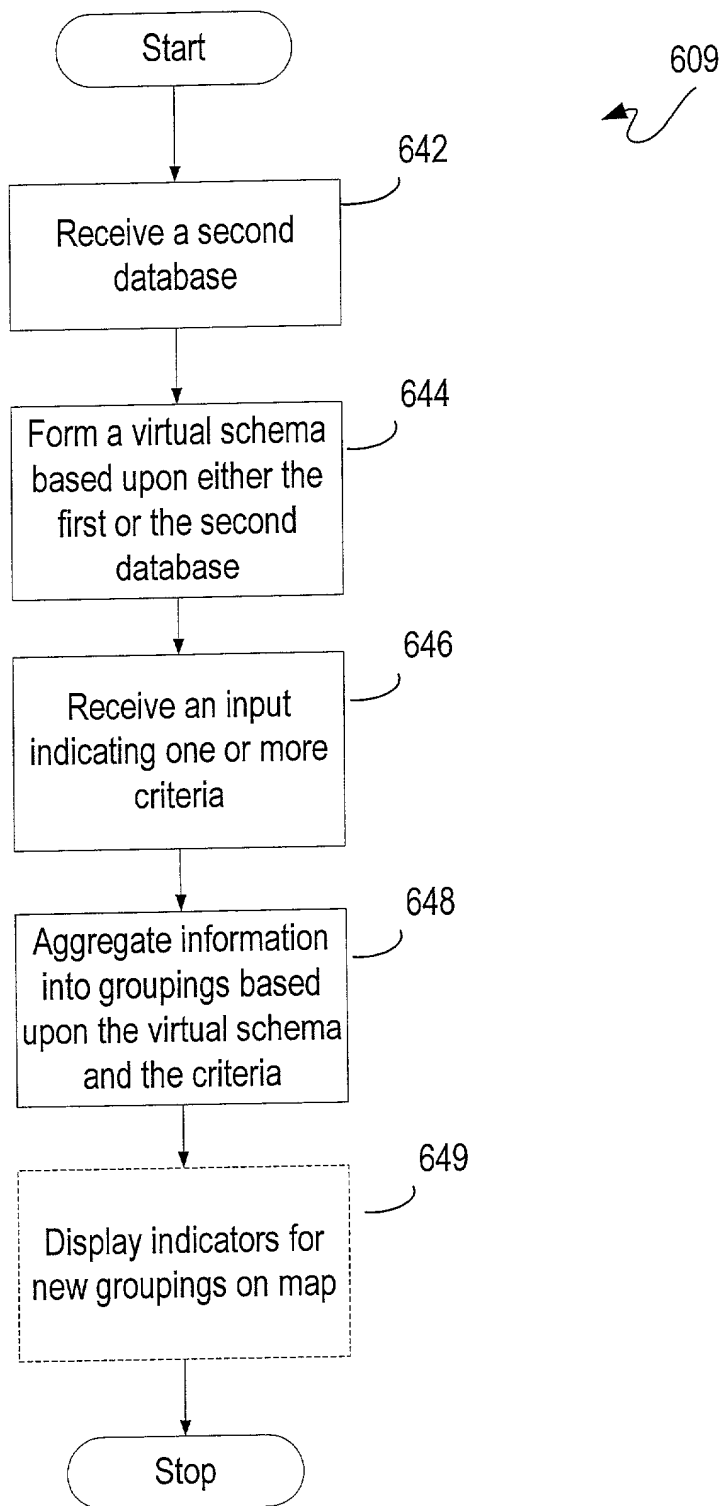 Start
609
642
Receive a second
database
644
Form a virtual schema
based upon either the
first or the second
database
646
Receive an input
indicating one or more
criteria
648
Aggregate information
into groupings based
upon the virtual schema
and the criteria
649
Display indicators for
new groupings on map
Stop